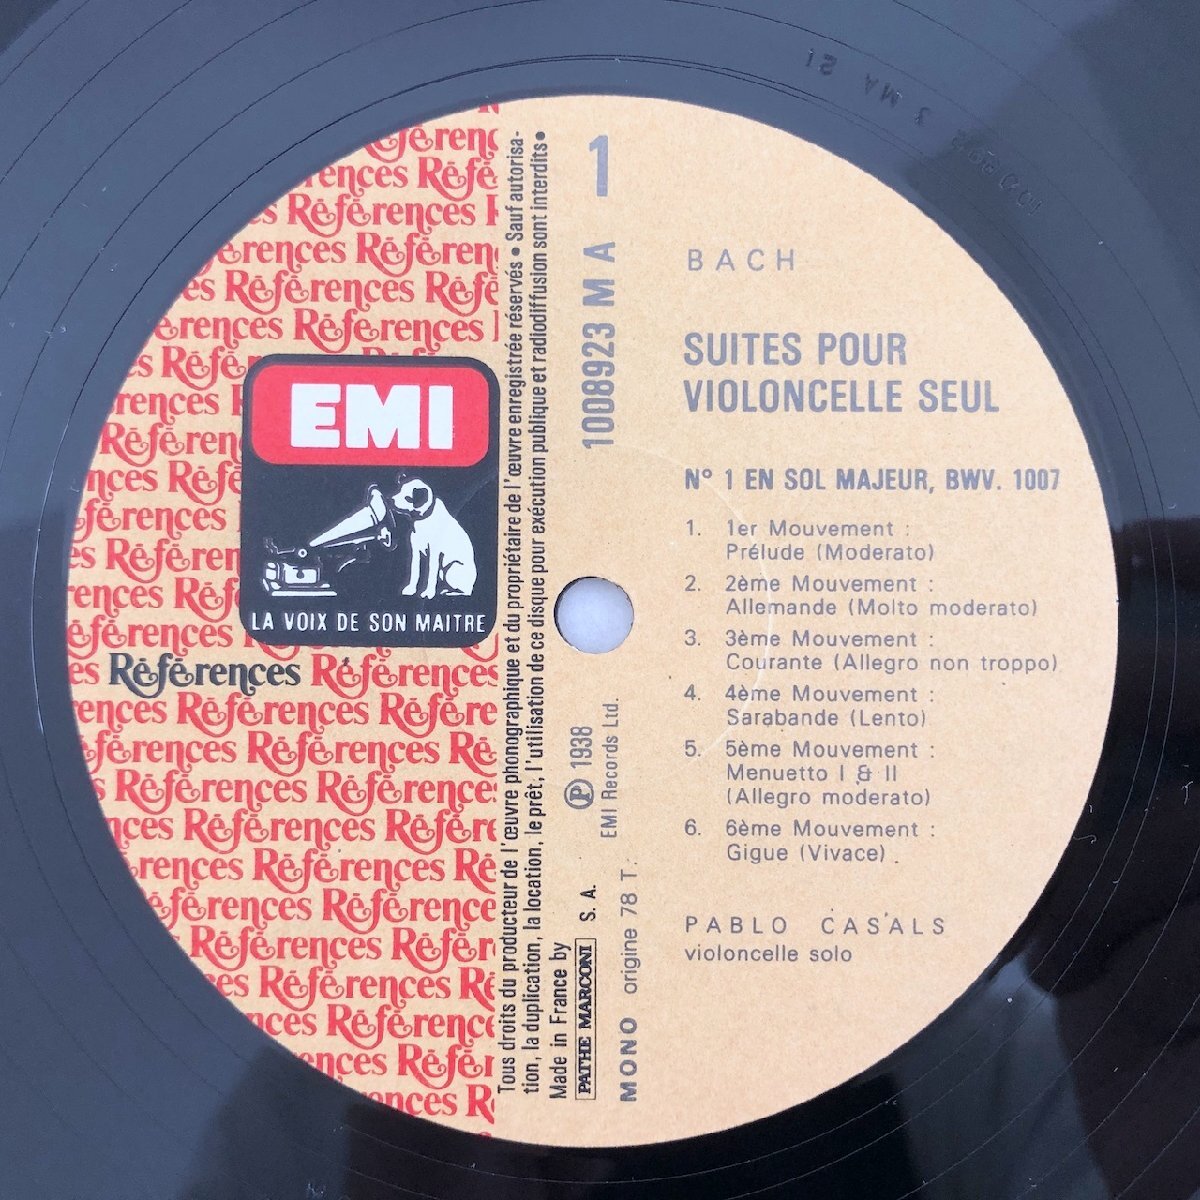 EMI
LA VOIX DE SON MAITRE
Références
Tous droits du producteur de l'œuvre phonographique et du propriétaire de l'œuvre enregistrée réservés • Sauf autorisa-
tion, la duplication, la location, le prêt, l'utilisation de ce disque pour exécution publique et radiodiffusion sont interdits •
Made in France by
PATHE MARCONI S. A.
℗ 1938
EMI Records Ltd.
MONO origine 78 T.
1008923 M A 1
BACH
SUITES POUR
VIOLONCELLE SEUL
N° 1 EN SOL MAJEUR, BWV. 1007
1. 1er Mouvement :
Prélude (Moderato)
2. 2ème Mouvement :
Allemande (Molto moderato)
3. 3ème Mouvement :
Courante (Allegro non troppo)
4. 4ème Mouvement :
Sarabande (Lento)
5. 5ème Mouvement :
Menuetto I & II
(Allegro moderato)
6. 6ème Mouvement :
Gigue (Vivace)
PABLO CASALS
violoncelle solo